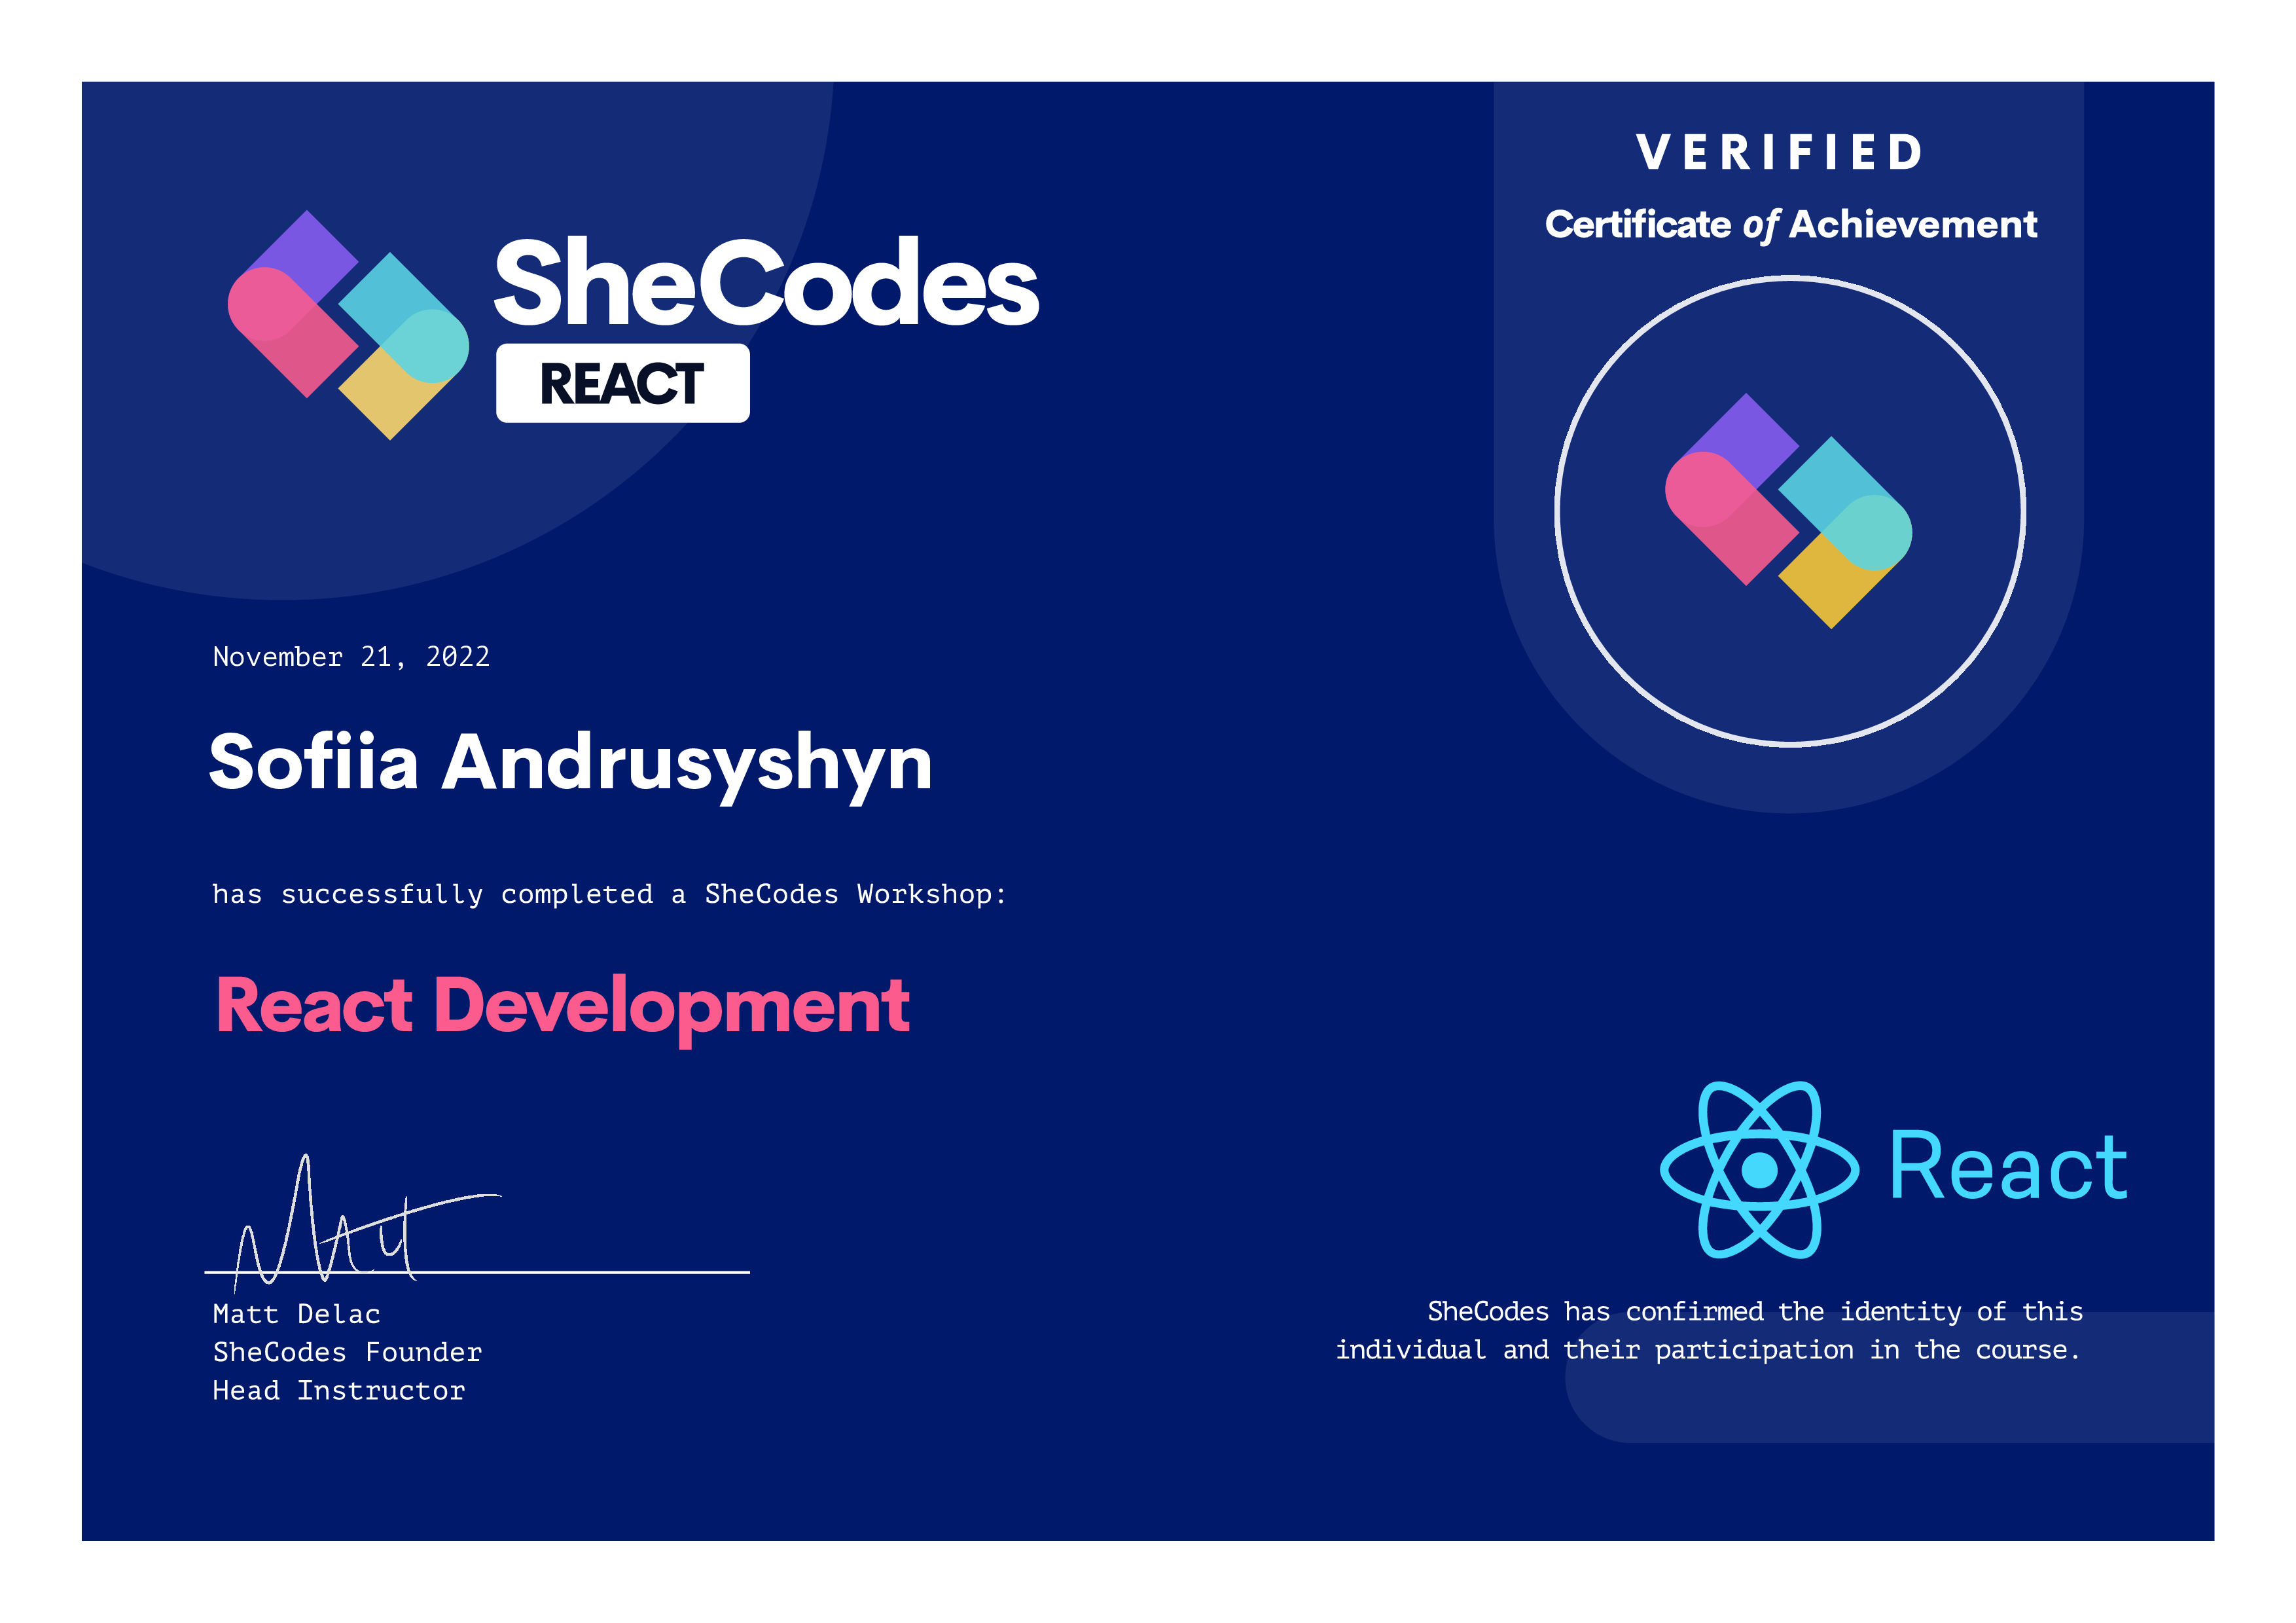 SheCodes
REACT
VERIFIED
Certificate of Achievement
November 21, 2022
Sofiia Andrusyshyn
has successfully completed a SheCodes Workshop:
React Development
Matt
Matt Delac
SheCodes Founder
Head Instructor
React
SheCodes has confirmed the identity of this
individual and their participation in the course.